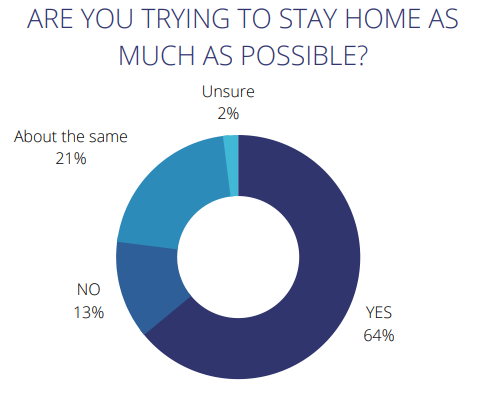 ARE YOU TRYING TO STAY HOME AS
MUCH AS POSSIBLE?
Unsure
2%
About the same
21%
NO
13%
YES
64%